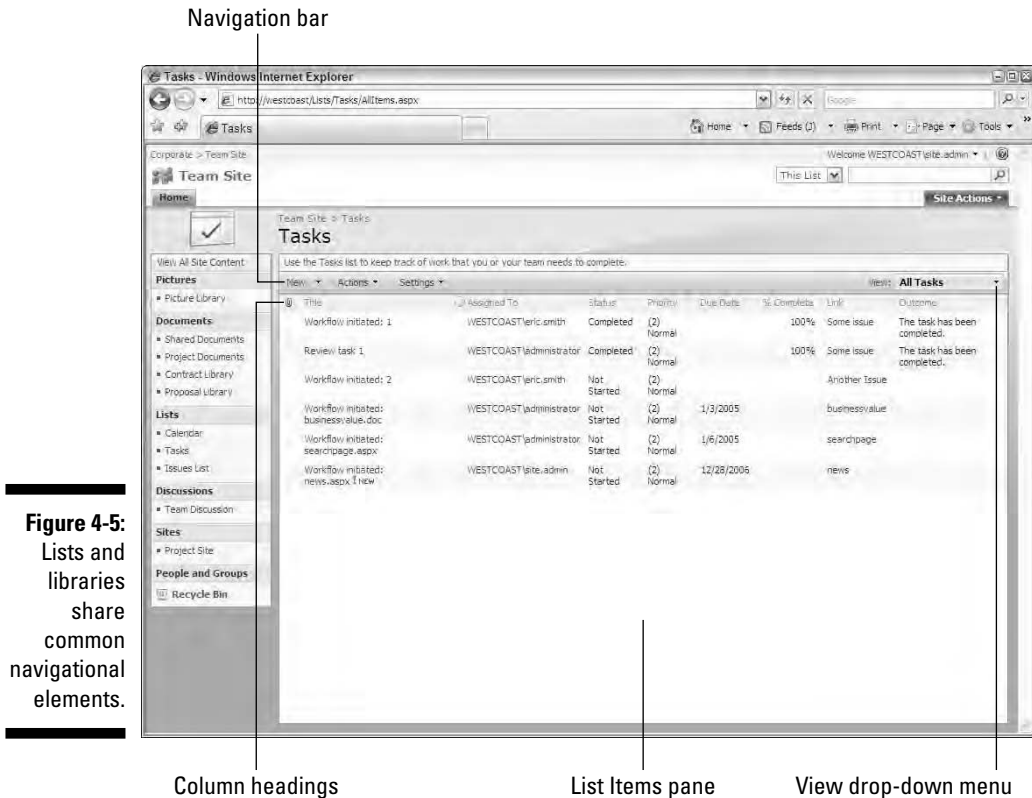 Navigation bar
Tasks - Windows Internet Explorer
http://westcoast/Lists/Tasks/AllItems.aspx
Google
Tasks
Home
Feeds (J)
Print
Page
Tools
»
Corporate > Team Site
Welcome WESTCOAST\site.admin
Team Site
This List
Home
Site Actions
Team Site > Tasks
Tasks
View All Site Content
Use the Tasks list to keep track of work that you or your team needs to complete.
Pictures
Picture Library
Documents
Shared Documents
Project Documents
Contract Library
Proposal Library
Lists
Calendar
Tasks
Issues List
Discussions
Team Discussion
Sites
Project Site
People and Groups
Recycle Bin
New Actions Settings View: All Tasks
Title Assigned To Status Priority Due Date % Complete Link Outcome
Workflow initiated: 1 WESTCOAST\eric.smith Completed (2) Normal 100% Some issue The task has been completed.
Review task 1 WESTCOAST\administrator Completed (2) Normal 100% Some issue The task has been completed.
Workflow initiated: 2 WESTCOAST\eric.smith Not Started (2) Normal Another Issue
Workflow initiated: businessvalue.doc WESTCOAST\administrator Not Started (2) Normal 1/3/2005 businessvalue
Workflow initiated: searchpage.aspx WESTCOAST\administrator Not Started (2) Normal 1/6/2005 searchpage
Workflow initiated: news.aspx ! NEW WESTCOAST\site.admin Not Started (2) Normal 12/28/2006 news
Figure 4-5:
Lists and
libraries
share
common
navigational
elements.
Column headings
List Items pane
View drop-down menu